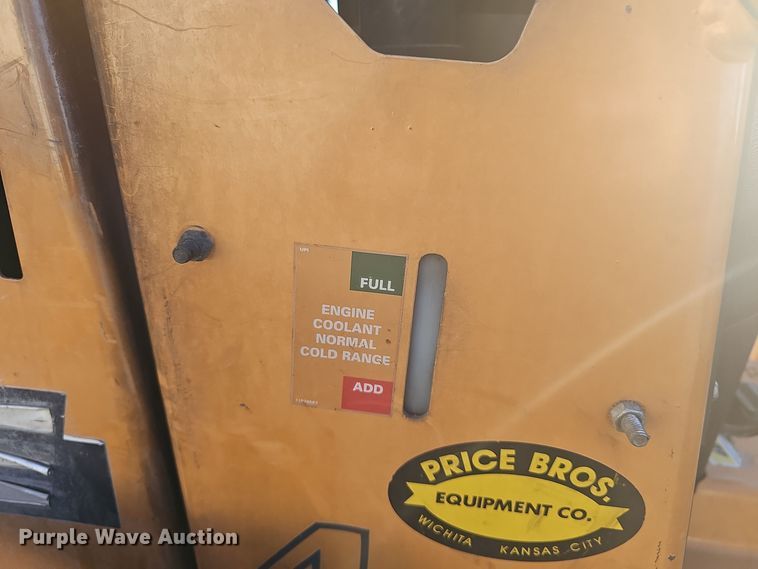 FULL
ENGINE
COOLANT
NORMAL
COLD RANGE
ADD
PRICE BROS.
EQUIPMENT CO.
WICHITA KANSAS CITY
Purple Wave Auction